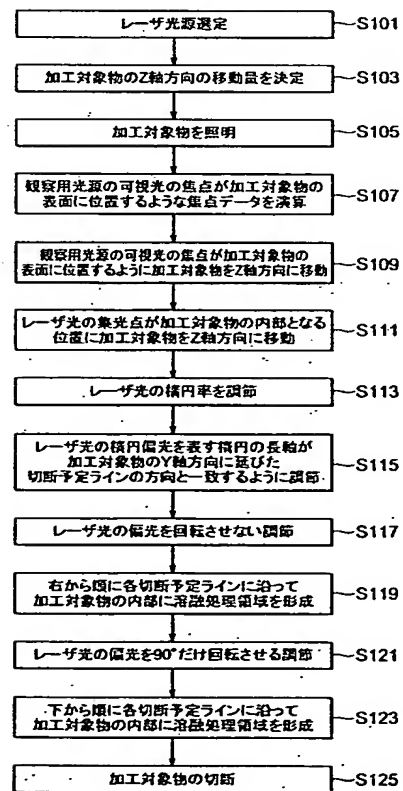 レーザ光源選定
S101
加工対象物のZ軸方向の移動量を決定
S103
加工対象物を照明
S105
観察用光源の可視光の焦点が加工対象物の
表面に位置するような焦点データを演算
S107
観察用光源の可視光の焦点が加工対象物の
表面に位置するように加工対象物をZ軸方向に移動
S109
レーザ光の集光点が加工対象物の内部となる
位置に加工対象物をZ軸方向に移動
S111
レーザ光の楕円率を調節
S113
レーザ光の楕円偏光を表す楕円の長軸が
加工対象物のY軸方向に延びた
切断予定ラインの方向と一致するように調節
S115
レーザ光の偏光を回転させない調節
S117
右から順に各切断予定ラインに沿って
加工対象物の内部に溶融処理領域を形成
S119
レーザ光の偏光を90°だけ回転させる調節
S121
下から順に各切断予定ラインに沿って
加工対象物の内部に溶融処理領域を形成
S123
加工対象物の切断
S125